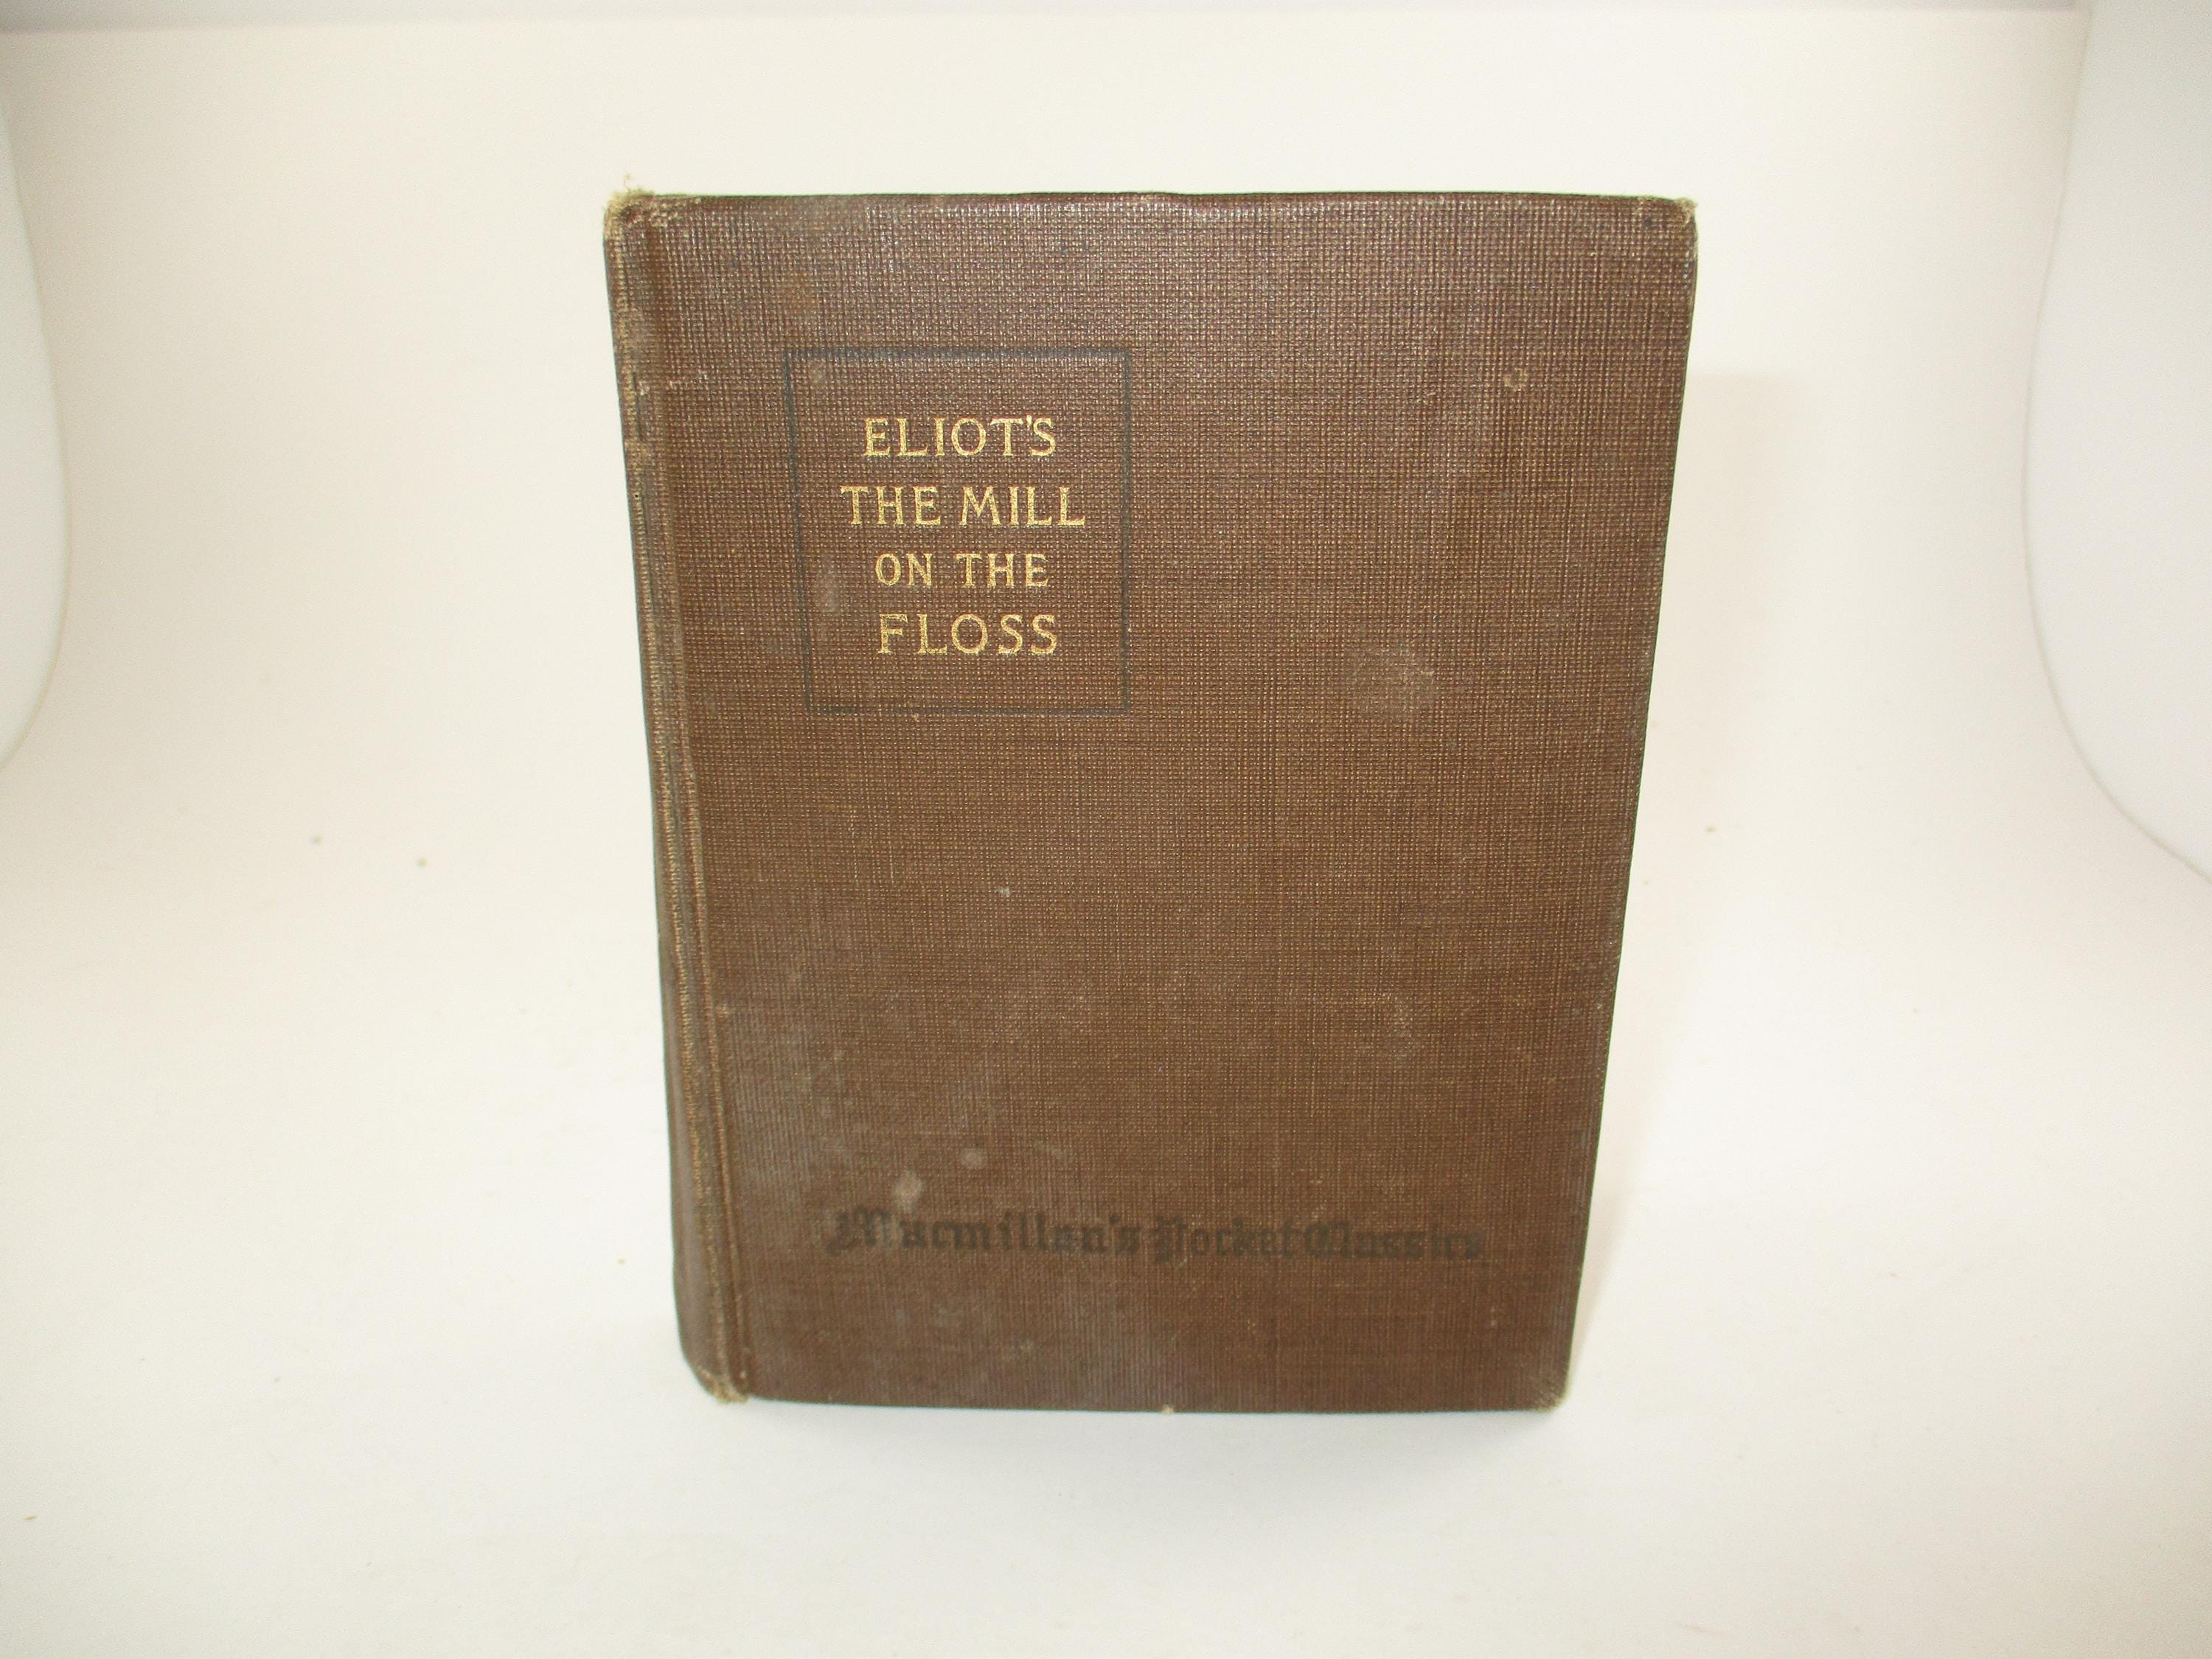 ELIOT'S
THE MILL
ON THE
FLOSS
Macmillan's Pocket Classics